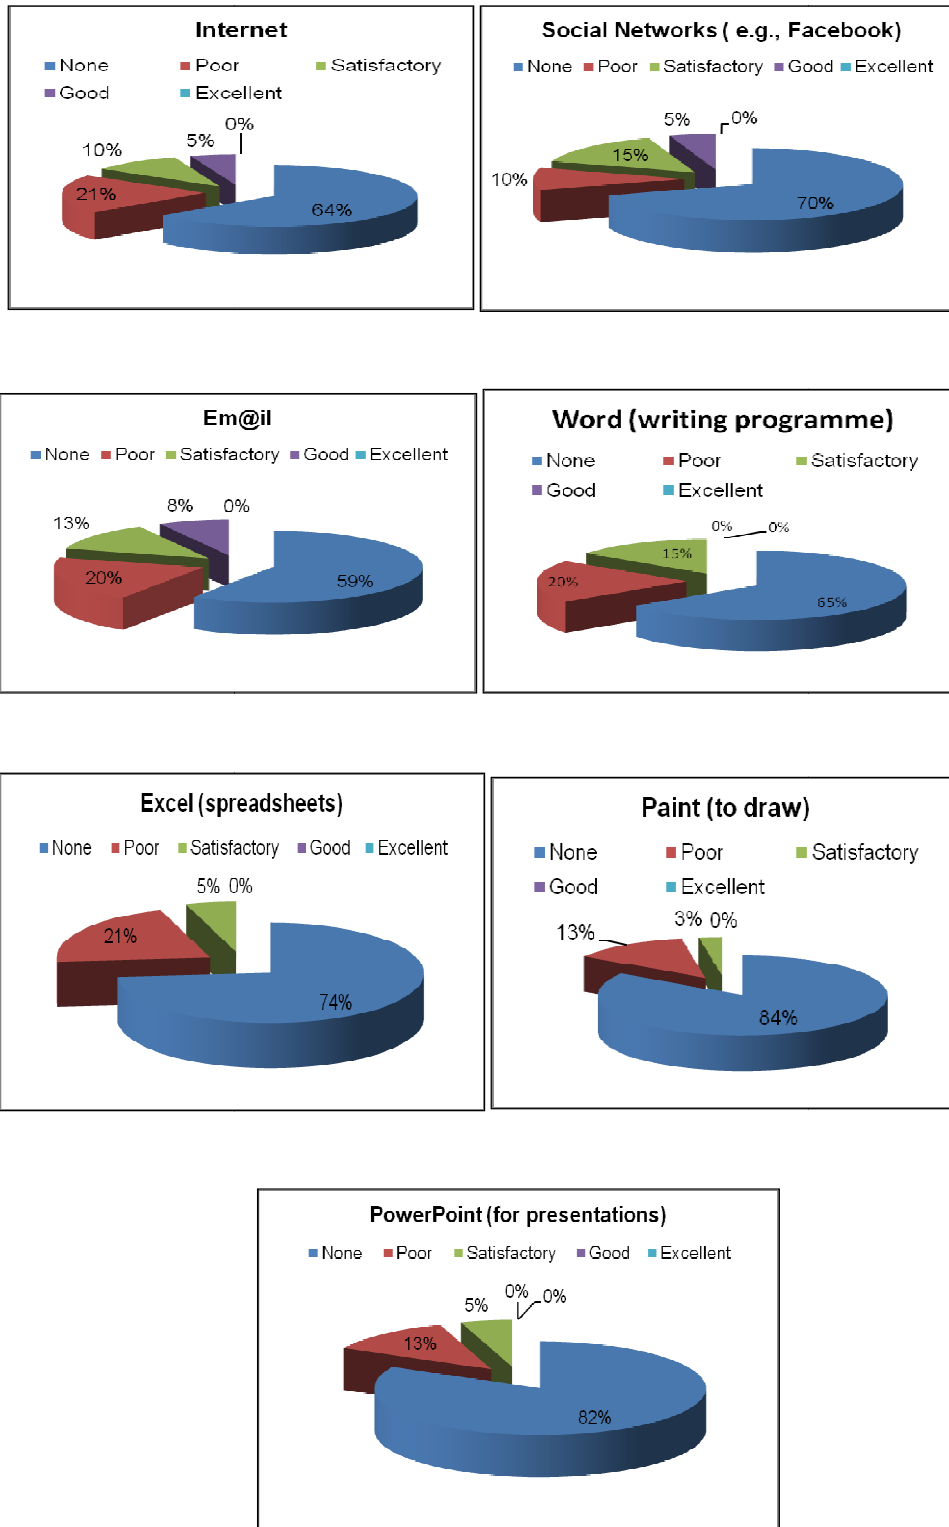 Internet
None Poor Satisfactory
Good Excellent
0%
5%
10%
21%
64%
Social Networks ( e.g., Facebook)
None Poor Satisfactory Good Excellent
5% 0%
15%
10%
70%
Em@il
None Poor Satisfactory Good Excellent
8% 0%
13%
20% 59%
Word (writing programme)
None Poor Satisfactory
Good Excellent
0% 0%
15%
20%
65%
Excel (spreadsheets)
None Poor Satisfactory Good Excellent
5% 0%
21%
74%
Paint (to draw)
None Poor Satisfactory
Good Excellent
3% 0%
13%
84%
PowerPoint (for presentations)
None Poor Satisfactory Good Excellent
0% 0%
5%
13%
82%